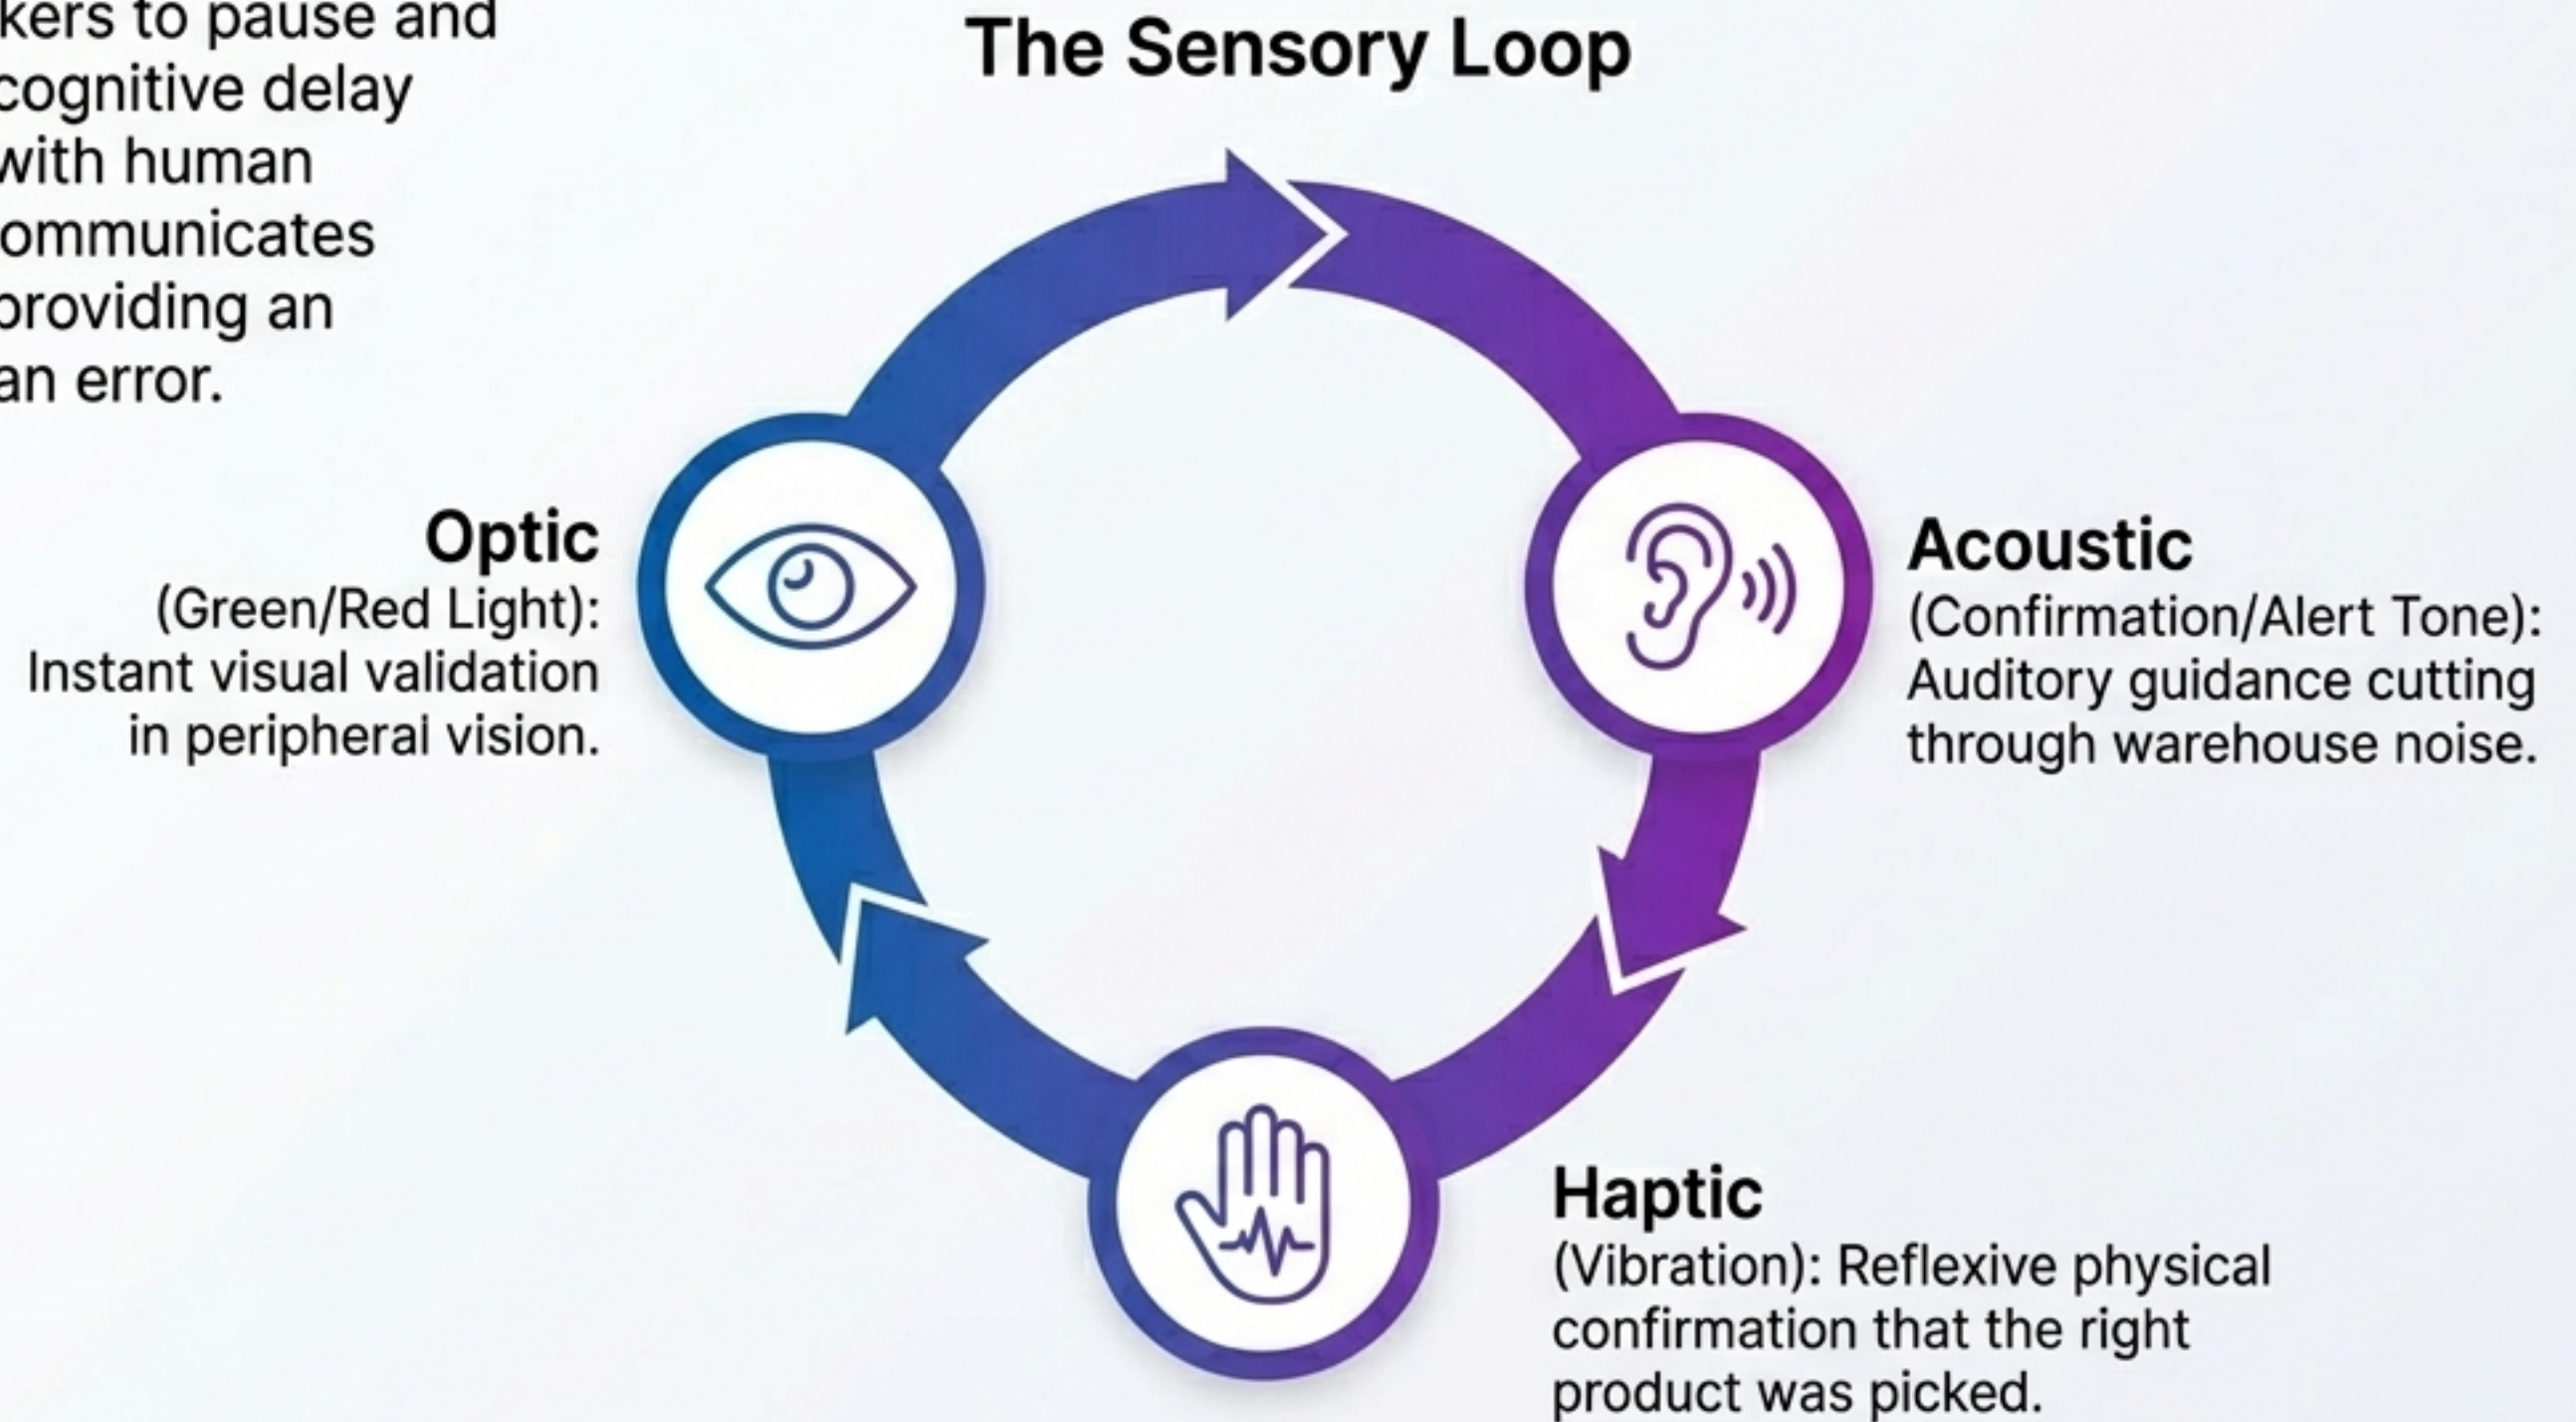 kers to pause and
cognitive delay
with human
ommunicates
providing an
an error.
The Sensory Loop
Optic
(Green/Red Light):
Instant visual validation
in peripheral vision.
Acoustic
(Confirmation/Alert Tone):
Auditory guidance cutting
through warehouse noise.
Haptic
(Vibration): Reflexive physical
confirmation that the right
product was picked.